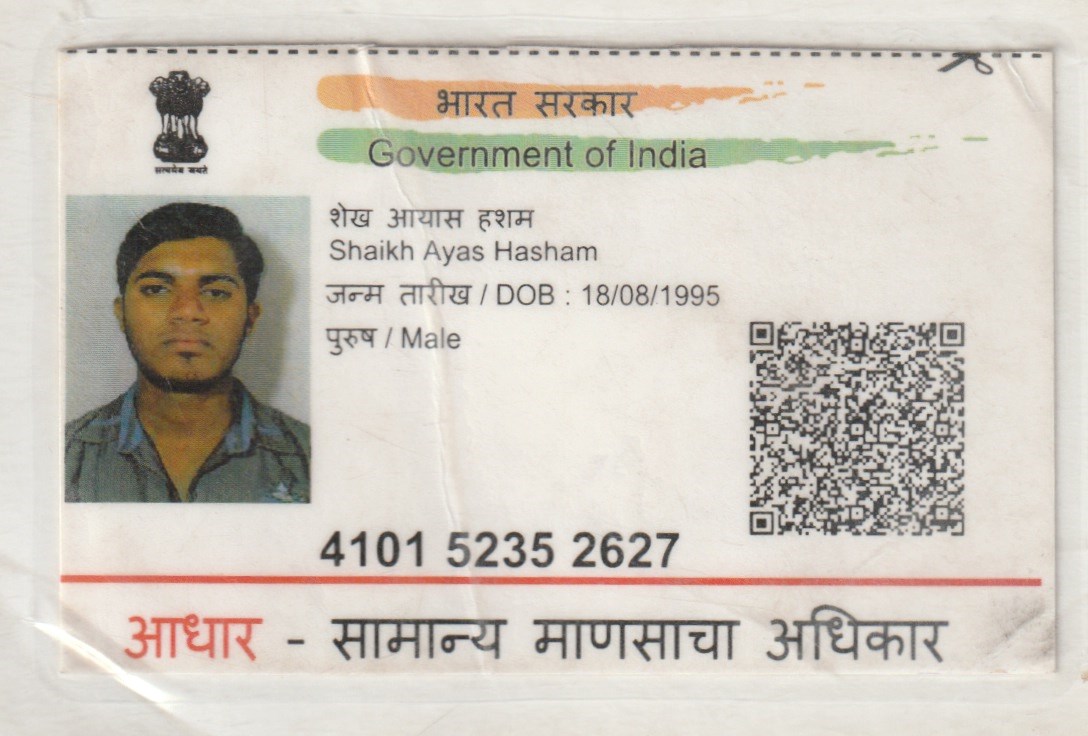 भारत सरकार
Government of India
सत्यमेव जयते
शेख आयास हशम
Shaikh Ayas Hasham
जन्म तारीख / DOB : 18/08/1995
पुरुष / Male
4101 5235 2627
आधार - सामान्य माणसाचा अधिकार